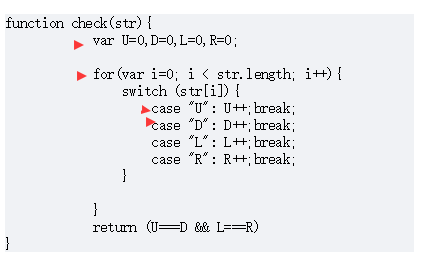 function check(str){
var U=0,D=0,L=0,R=0;
for(var i=0; i < str.length; i++){
switch (str[i]) {
case "U": U++;break;
case "D": D++;break;
case "L": L++;break;
case "R": R++;break;
}
}
return (U===D && L===R)
}